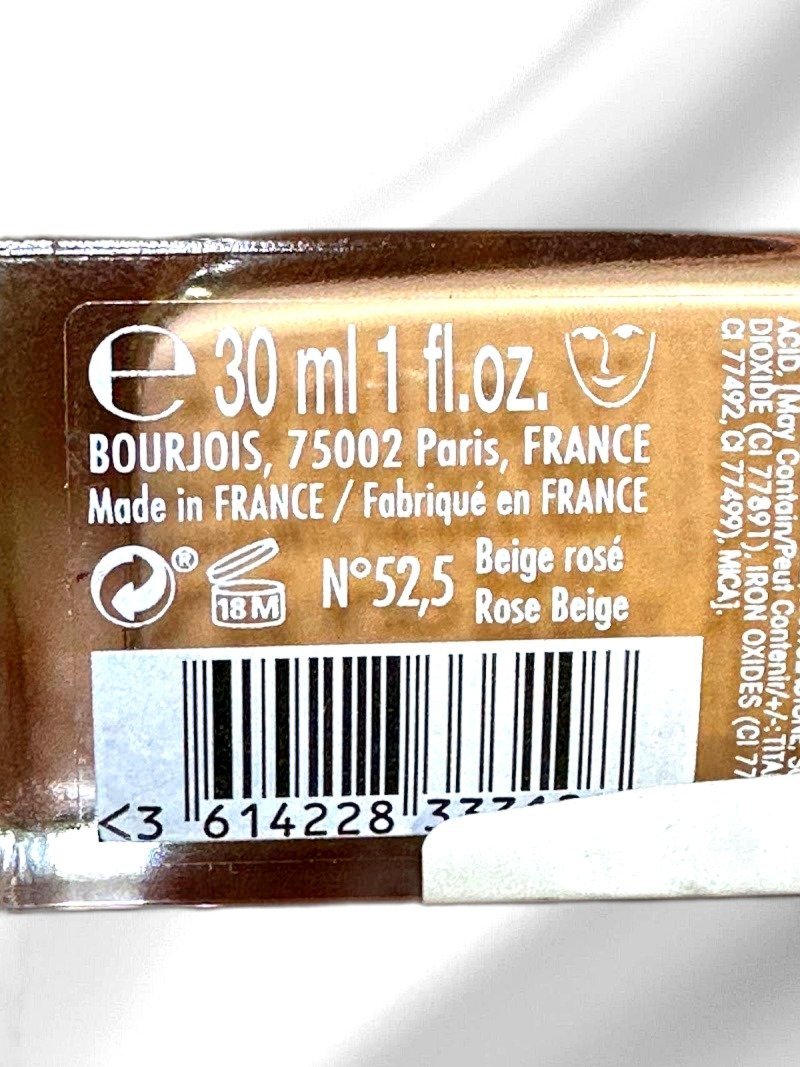 e 30 ml 1 fl.oz.
BOURJOIS, 75002 Paris, FRANCE
Made in FRANCE / Fabriqué en FRANCE
® 18 M N°52,5 Beige rosé
Rose Beige
<3 614228 333
ACID, [May Contain/Peut Contenir/+/-: TITA
DIOXIDE (CI 77891), IRON OXIDES (CI 77
CI 77492, CI 77499), MICA].